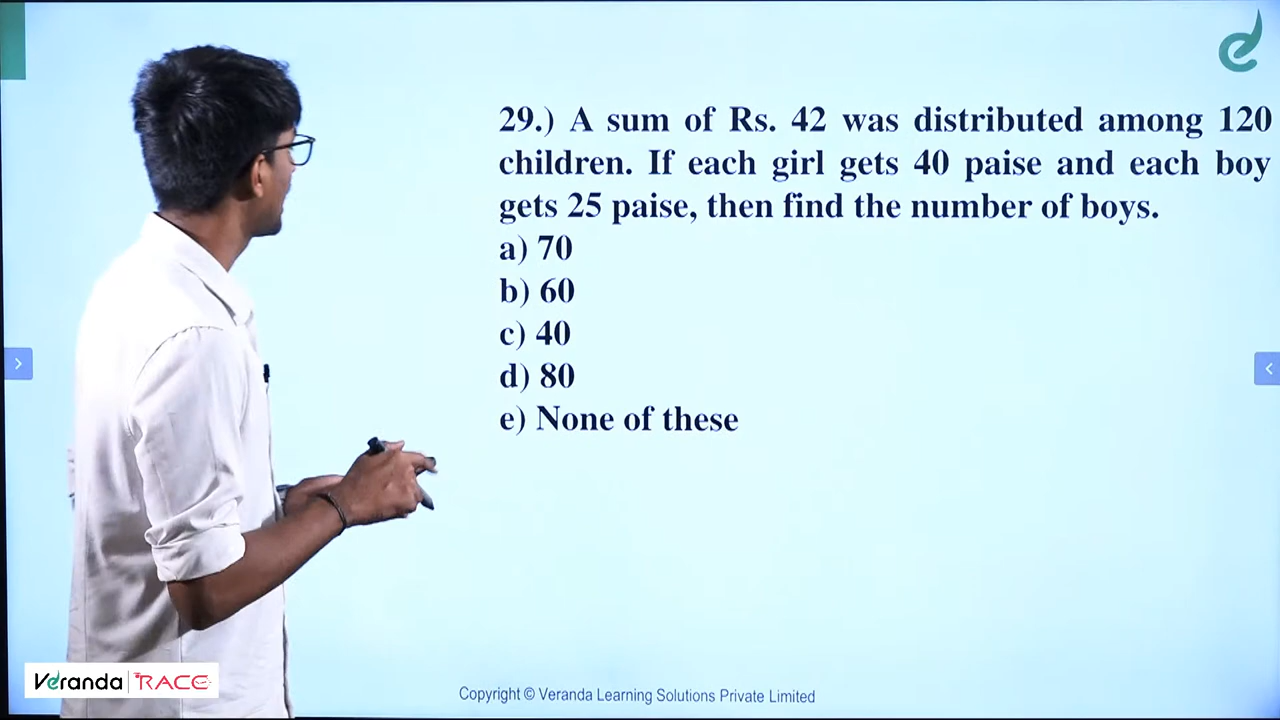 29.) A sum of Rs. 42 was distributed among 120
children. If each girl gets 40 paise and each boy
gets 25 paise, then find the number of boys.
a) 70
b) 60
c) 40
d) 80
e) None of these
Veranda RACE
Copyright © Veranda Learning Solutions Private Limited